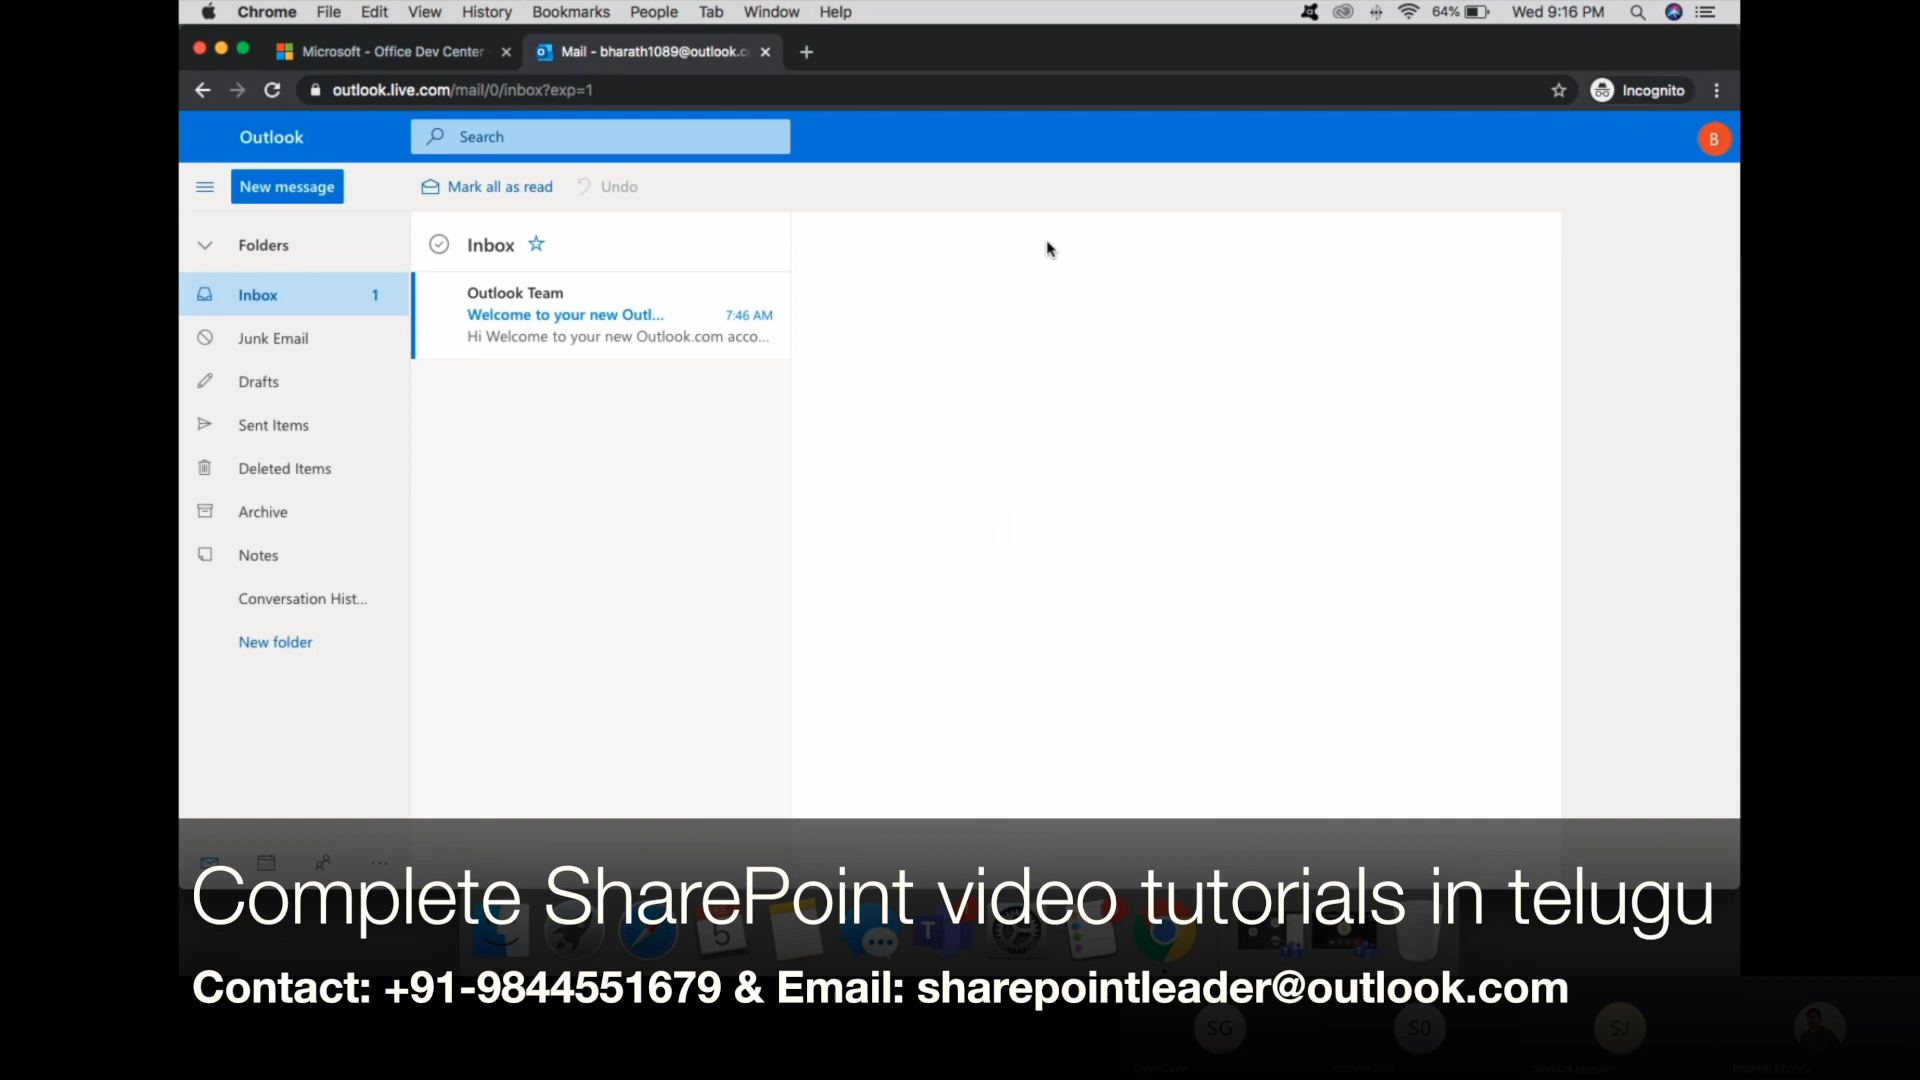 Chrome File Edit View History Bookmarks People Tab Window Help 64% Wed 9:16 PM
Microsoft - Office Dev Center Mail - bharath1089@outlook.c
outlook.live.com/mail/0/inbox?exp=1 Incognito
Outlook Search B
New message Mark all as read Undo
Folders Inbox
Inbox 1
Outlook Team
Welcome to your new Outl... 7:46 AM
Hi Welcome to your new Outlook.com acco...
Junk Email
Drafts
Sent Items
Deleted Items
Archive
Notes
Conversation Hist...
New folder
Complete SharePoint video tutorials in telugu
5
Contact: +91-9844551679 & Email: sharepointleader@outlook.com
SG SO SJ